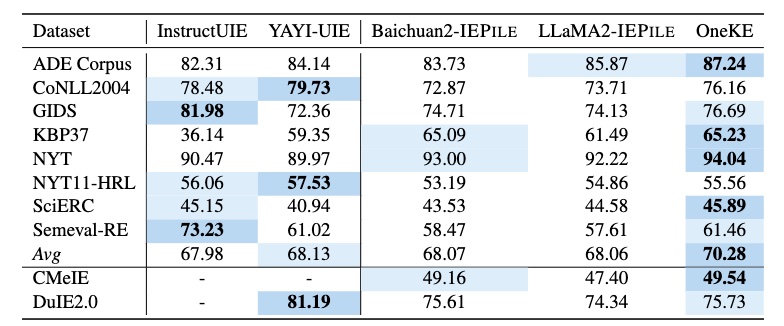 Dataset InstructUIE YAYI-UIE Baichuan2-IEPILE LLaMA2-IEPILE OneKE
ADE Corpus 82.31 84.14 83.73 85.87 87.24
CoNLL2004 78.48 79.73 72.87 73.71 76.16
GIDS 81.98 72.36 74.71 74.13 76.69
KBP37 36.14 59.35 65.09 61.49 65.23
NYT 90.47 89.97 93.00 92.22 94.04
NYT11-HRL 56.06 57.53 53.19 54.86 55.56
SciERC 45.15 40.94 43.53 44.58 45.89
Semeval-RE 73.23 61.02 58.47 57.61 61.46
Avg 67.98 68.13 68.07 68.06 70.28
CMeIE - - 49.16 47.40 49.54
DuIE2.0 - 81.19 75.61 74.34 75.73